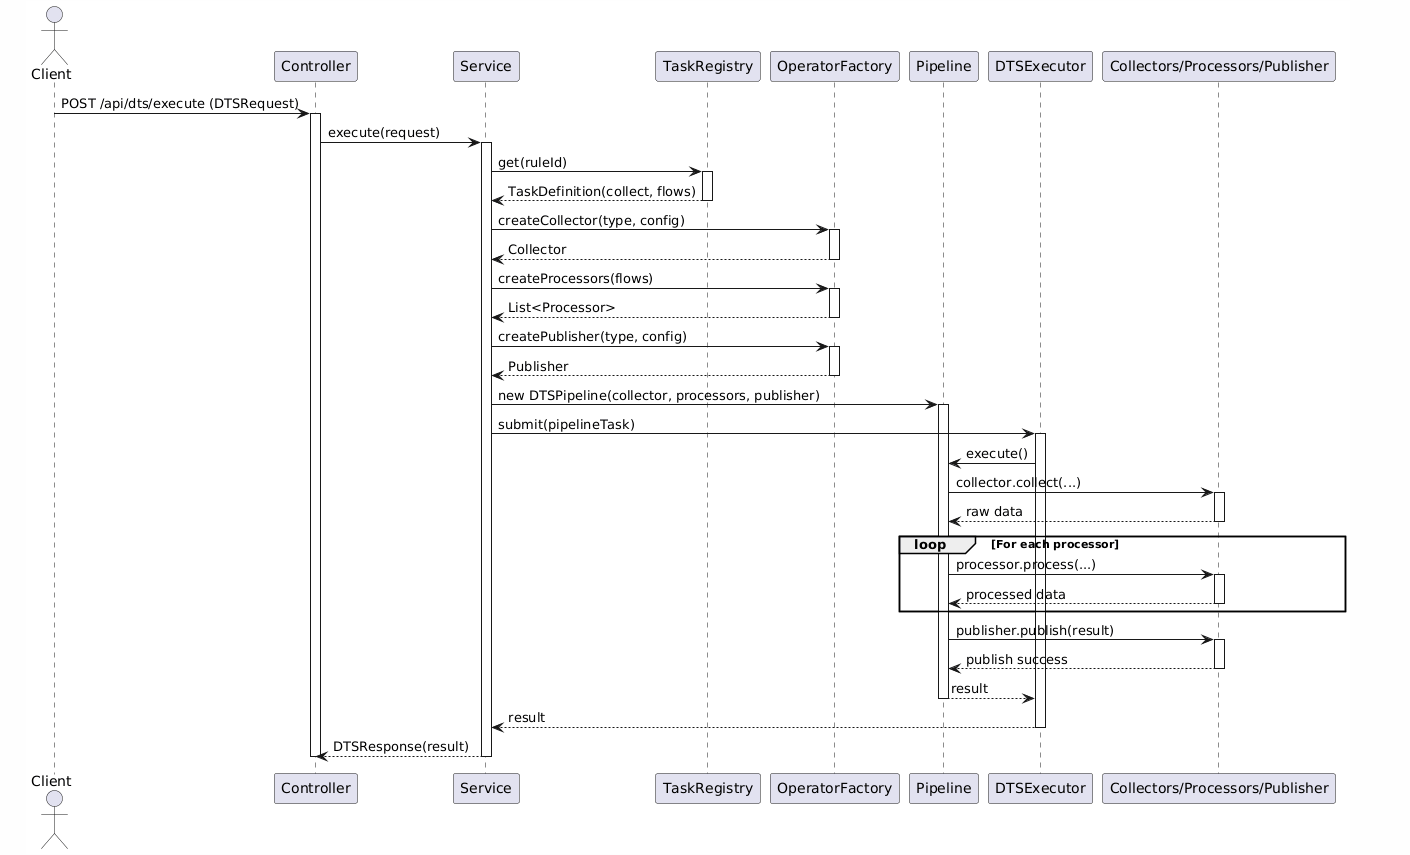 Client
Controller
Service
TaskRegistry
OperatorFactory
Pipeline
DTSExecutor
Collectors/Processors/Publisher
POST /api/dts/execute (DTSRequest)
execute(request)
get(ruleId)
TaskDefinition(collect, flows)
createCollector(type, config)
Collector
createProcessors(flows)
List<Processor>
createPublisher(type, config)
Publisher
new DTSPipeline(collector, processors, publisher)
submit(pipelineTask)
execute()
collector.collect(...)
raw data
loop [For each processor]
processor.process(...)
processed data
publisher.publish(result)
publish success
result
result
DTSResponse(result)
Client
Controller
Service
TaskRegistry
OperatorFactory
Pipeline
DTSExecutor
Collectors/Processors/Publisher